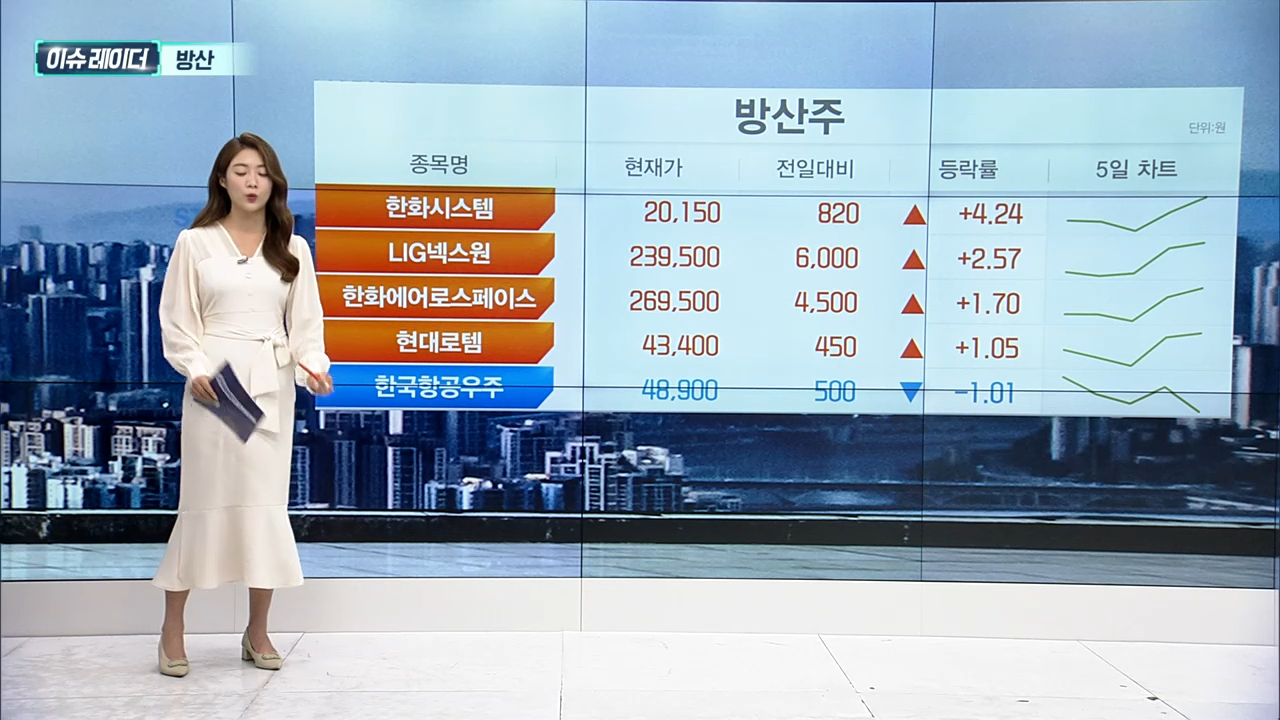 이슈 레이더 방산
방산주
단위:원
종목명 현재가 전일대비 등락률 5일 차트
한화시스템 20,150 820 ▲ +4.24
LIG넥스원 239,500 6,000 ▲ +2.57
한화에어로스페이스 269,500 4,500 ▲ +1.70
현대로템 43,400 450 ▲ +1.05
한국항공우주 48,900 500 ▼ -1.01